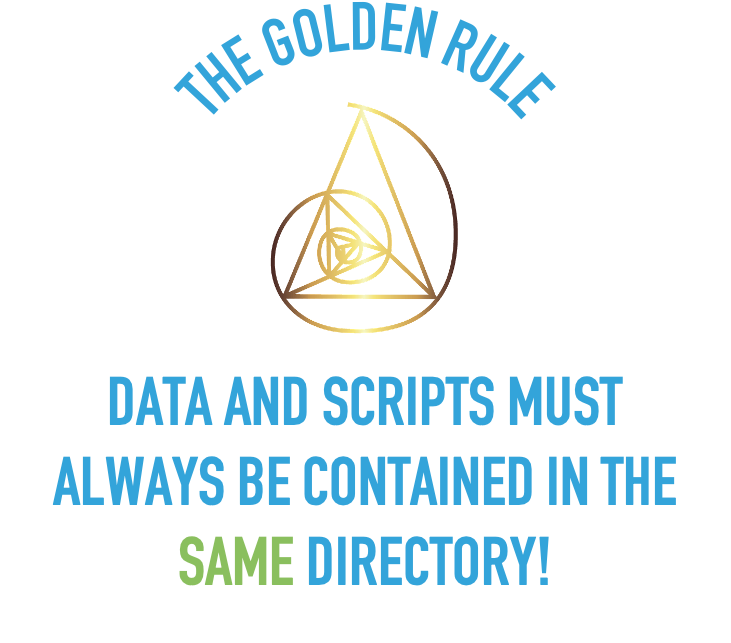 THE GOLDEN RULE
DATA AND SCRIPTS MUST
ALWAYS BE CONTAINED IN THE
SAME DIRECTORY!